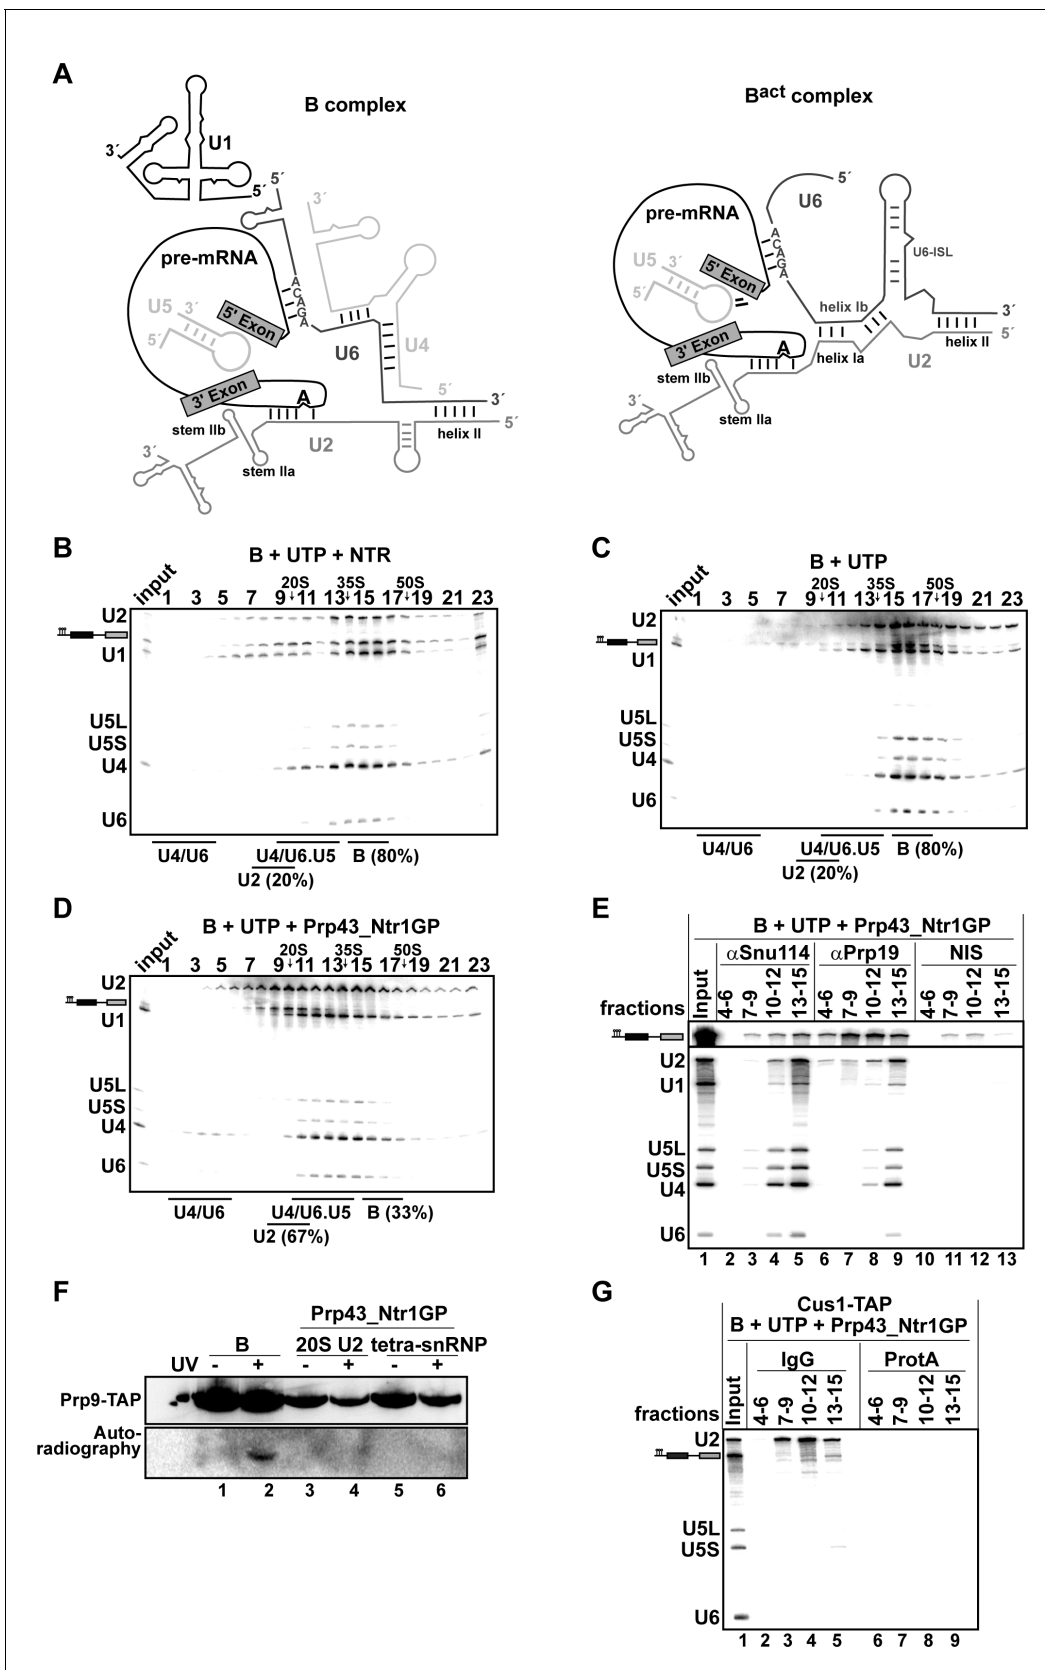 A
B complex
Bact complex
U1
3´
5´
5´
3´
pre-mRNA
U5
3´
5´
5' Exon
ACAGA
U6
U4
5´
3´
3' Exon
A
stem IIb
stem IIa
U2
helix II
5´
3´
5´
U6
pre-mRNA
ACAGA
U6-ISL
U5
3´
5´
5' Exon
helix Ib
3´
5´
3' Exon
A
helix Ia
helix II
U2
stem IIb
stem IIa
3´
B
B + UTP + NTR
20S 35S 50S
input 1 3 5 7 9 11 13 15 17 19 21 23
U2
U1
U5L
U5S
U4
U6
U4/U6 U4/U6.U5 B (80%)
U2 (20%)
C
B + UTP
20S 35S 50S
input 1 3 5 7 9 11 13 15 17 19 21 23
U2
U1
U5L
U5S
U4
U6
U4/U6 U4/U6.U5 B (80%)
U2 (20%)
D
B + UTP + Prp43_Ntr1GP
20S 35S 50S
input 1 3 5 7 9 11 13 15 17 19 21 23
U2
U1
U5L
U5S
U4
U6
U4/U6 U4/U6.U5 B (33%)
U2 (67%)
E
B + UTP + Prp43_Ntr1GP
αSnu114 αPrp19 NIS
fractions Input 4-6 7-9 10-12 13-15 4-6 7-9 10-12 13-15 4-6 7-9 10-12 13-15
U2
U1
U5L
U5S
U4
U6
1 2 3 4 5 6 7 8 9 10 11 12 13
F
Prp43_Ntr1GP
B 20S U2 tetra-snRNP
UV - + - + - +
Prp9-TAP
Auto-
radiography
1 2 3 4 5 6
G
Cus1-TAP
B + UTP + Prp43_Ntr1GP
IgG ProtA
fractions Input 4-6 7-9 10-12 13-15 4-6 7-9 10-12 13-15
U2
U5L
U5S
U6
1 2 3 4 5 6 7 8 9